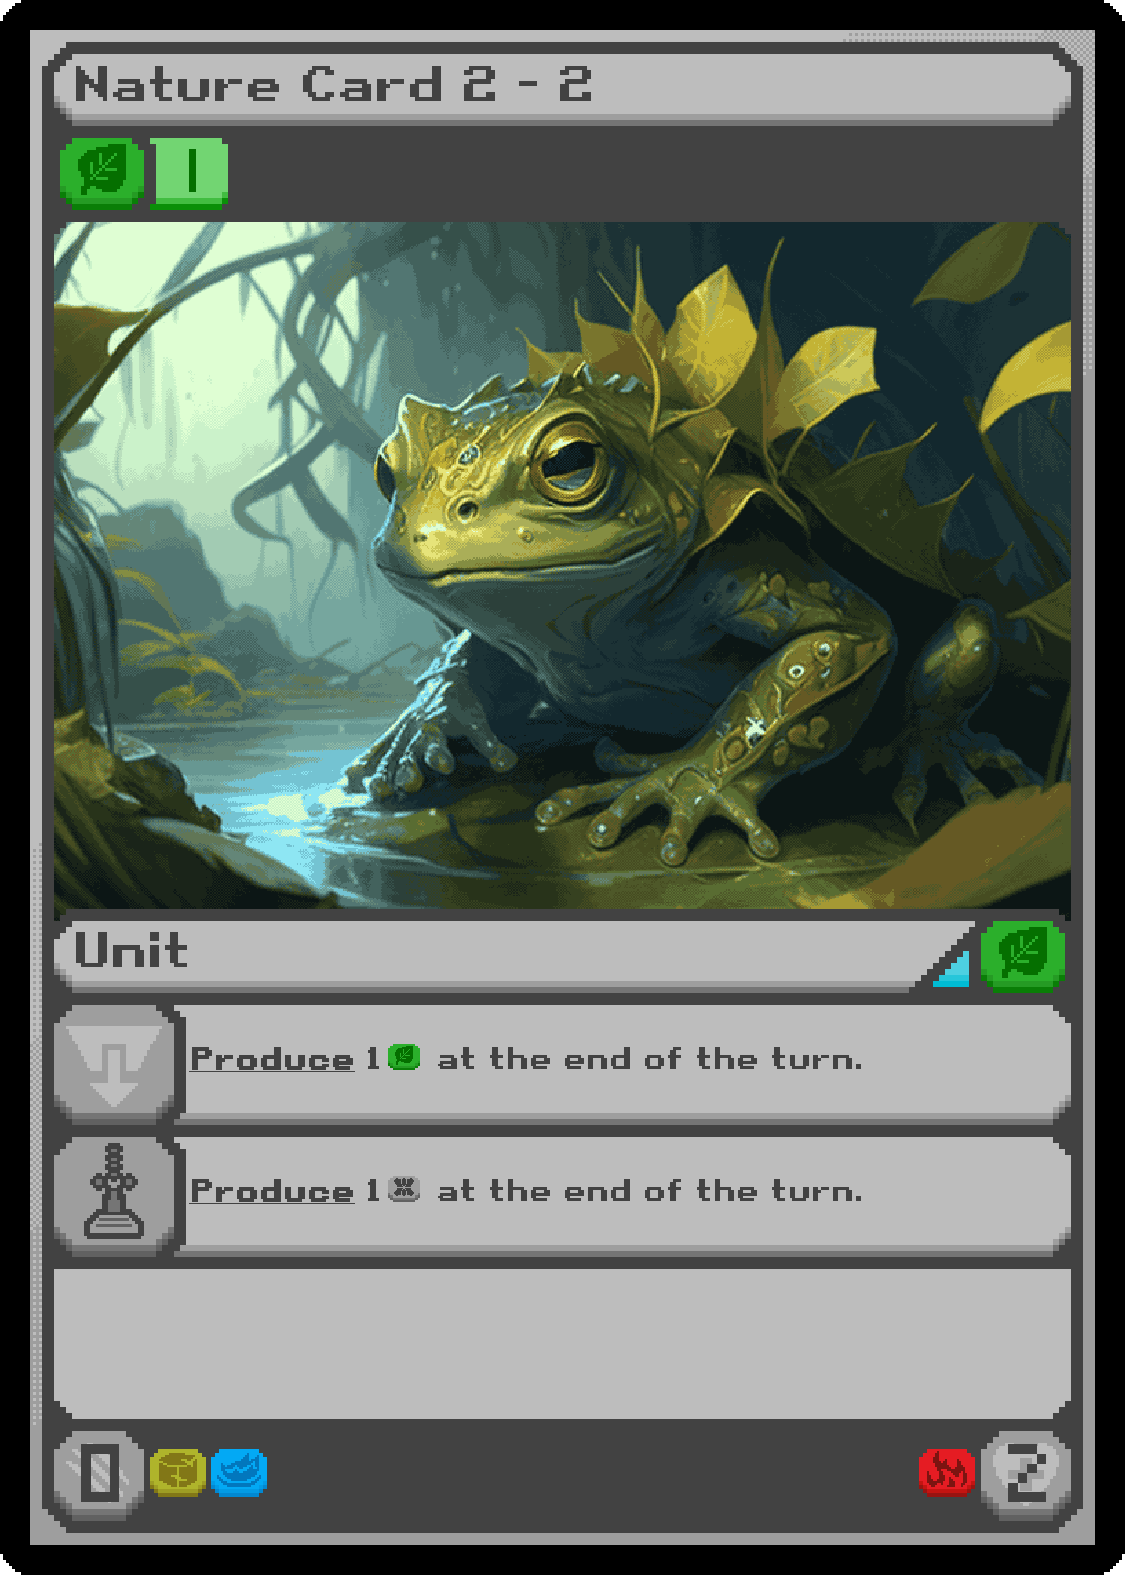 Nature Card 2 - 2
1
Unit
Produce 1 at the end of the turn.
Produce 1 at the end of the turn.
0
2